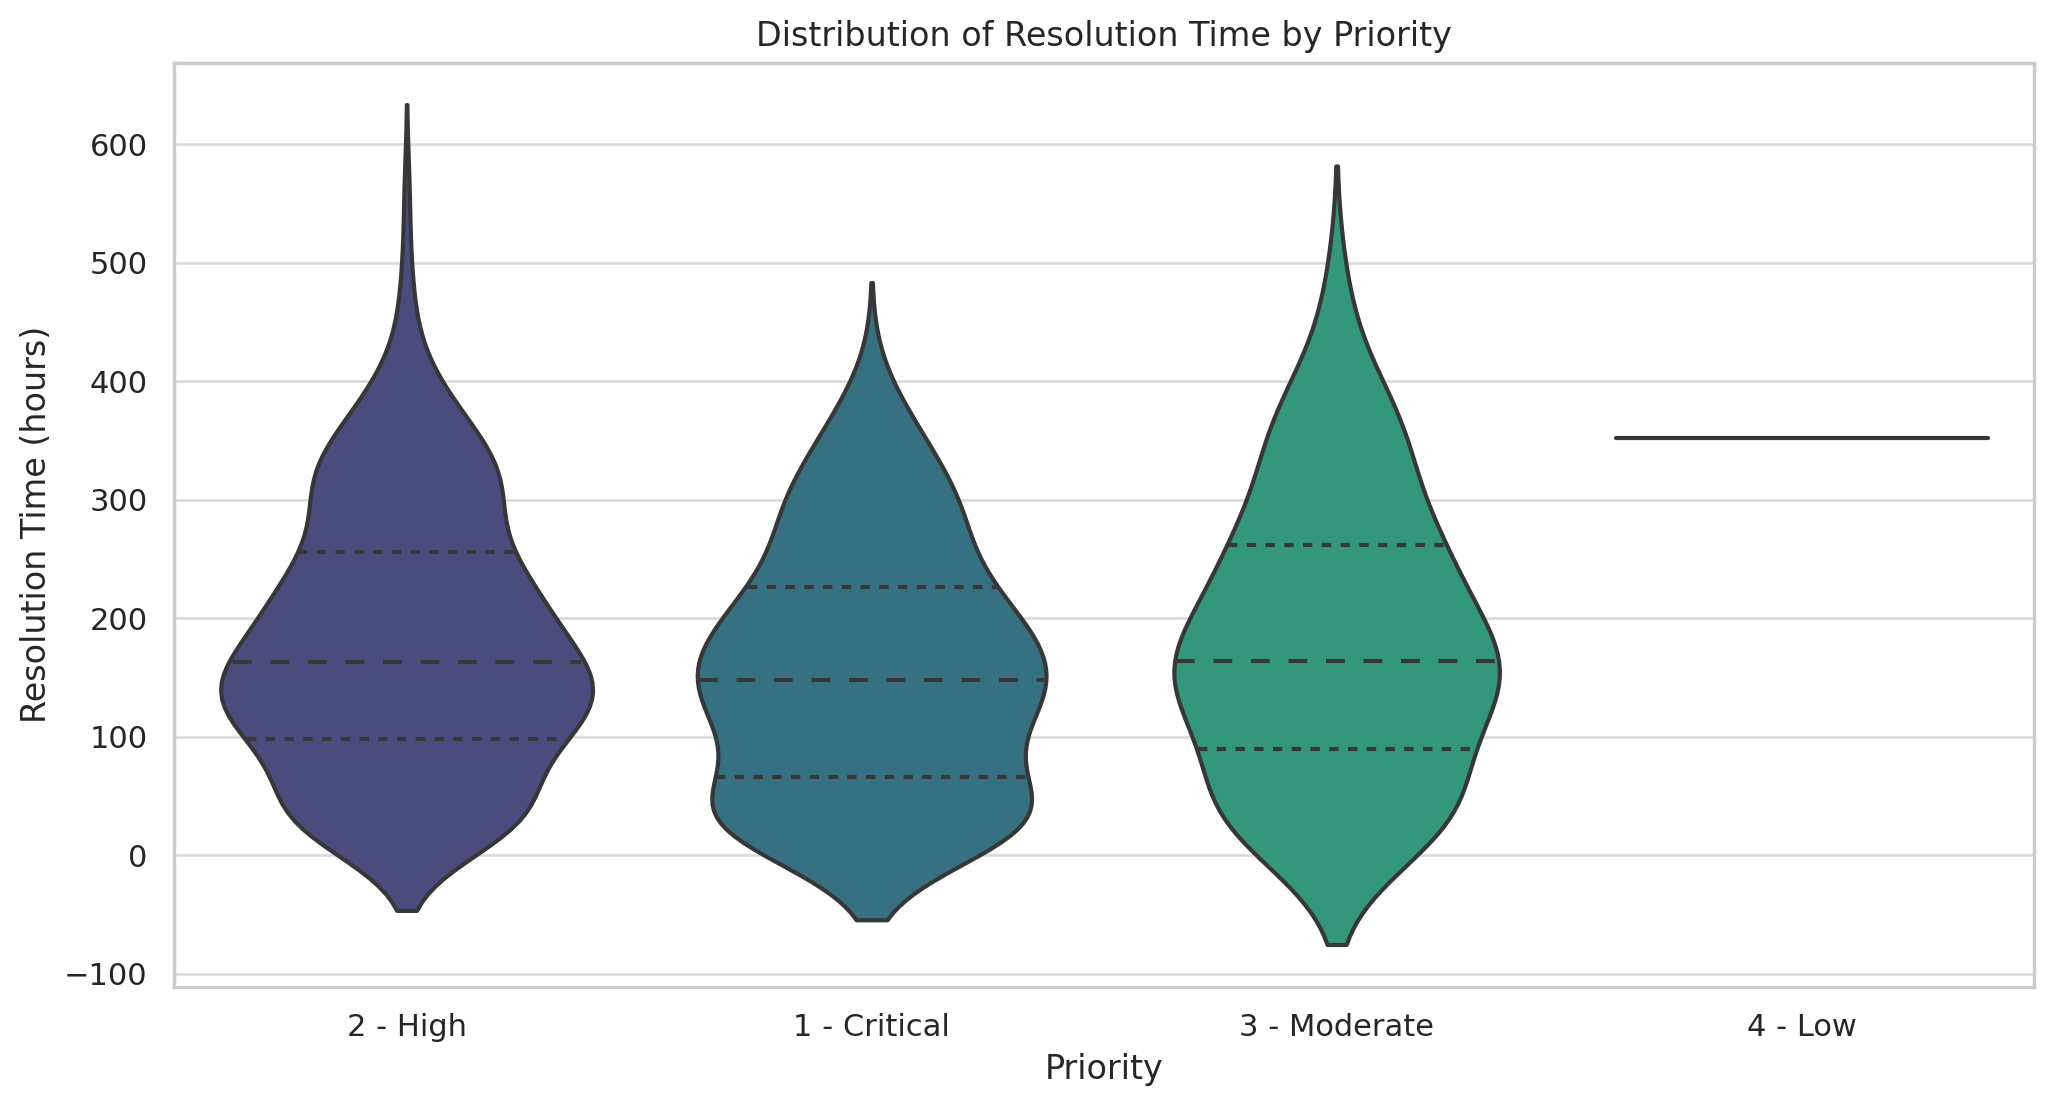 Distribution of Resolution Time by Priority
Resolution Time (hours)
600
500
400
300
200
100
0
−100
2 - High
1 - Critical
3 - Moderate
4 - Low
Priority